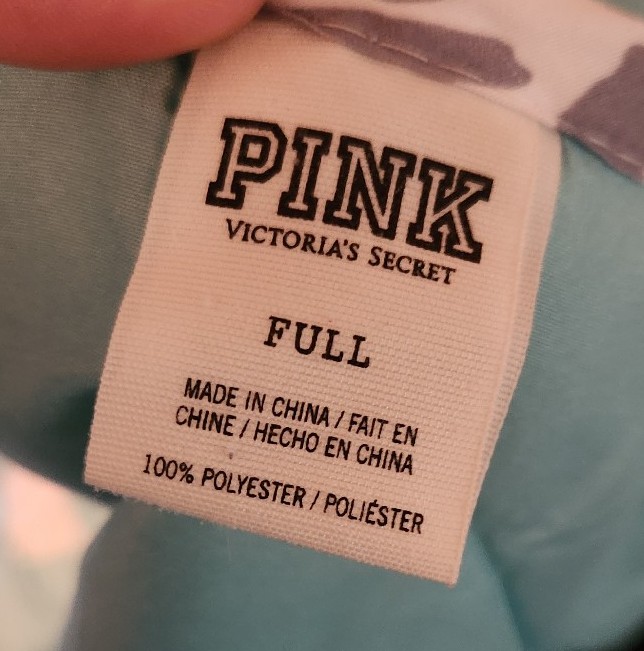 PINK
VICTORIA'S SECRET
FULL
MADE IN CHINA / FAIT EN
CHINE / HECHO EN CHINA
100% POLYESTER / POLIÉSTER